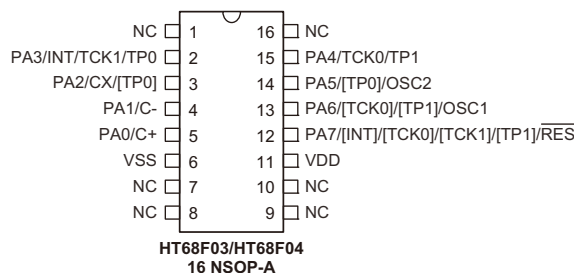 NC 1 16 NC
PA3/INT/TCK1/TP0 2 15 PA4/TCK0/TP1
PA2/CX/[TP0] 3 14 PA5/[TP0]/OSC2
PA1/C- 4 13 PA6/[TCK0]/[TP1]/OSC1
PA0/C+ 5 12 PA7/[INT]/[TCK0]/[TCK1]/[TP1]/RES
VSS 6 11 VDD
NC 7 10 NC
NC 8 9 NC
HT68F03/HT68F04
16 NSOP-A